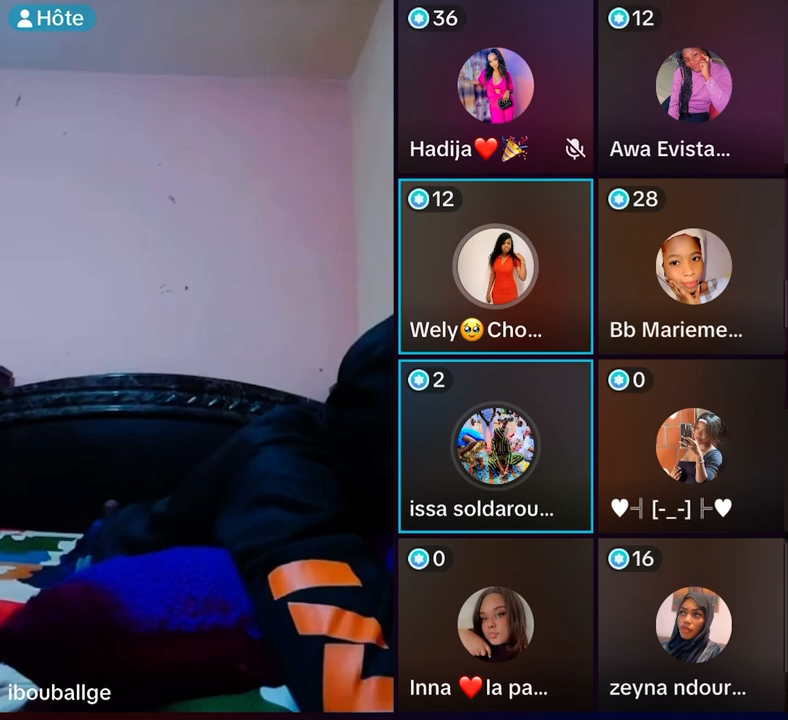 Hôte
ibouballge
36
Hadija❤️🎉
12
Awa Evista...
12
Wely🥹Cho...
28
Bb Marieme...
2
issa soldarou...
0
♥╣[-_-]╠♥
0
Inna ❤️la pa...
16
zeyna ndour...